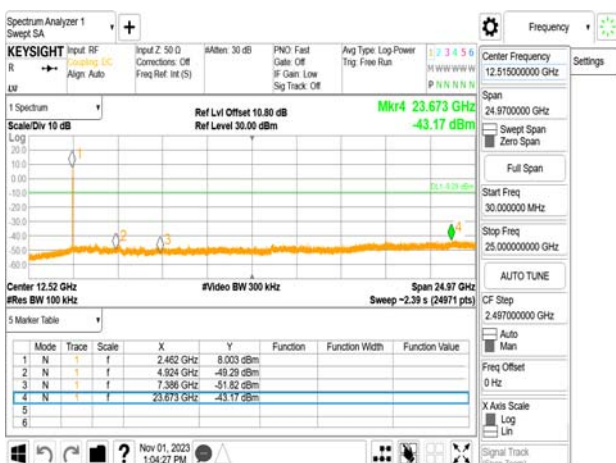 Spectrum Analyzer 1
Swept SA
Frequency
KEYSIGHT
R
Input: RF
Coupling: DC
Align: Auto
Input Z: 50 Ω
Corrections: Off
Freq Ref: Int (S)
#Atten: 30 dB
PNO: Fast
Gate: Off
IF Gain: Low
Sig Track: Off
Avg Type: Log-Power
Trig: Free Run
1 2 3 4 5 6
M W W W W W
P N N N N N
Center Frequency
12.515000000 GHz
Settings
Span
24.9700000 GHz
Swept Span
Zero Span
Full Span
Start Freq
30.000000 MHz
Stop Freq
25.000000000 GHz
AUTO TUNE
CF Step
2.497000000 GHz
Auto
Man
Freq Offset
0 Hz
X Axis Scale
Log
Lin
Signal Track
1 Spectrum
Scale/Div 10 dB
Ref Lvl Offset 10.80 dB
Ref Level 30.00 dBm
Mkr4 23.673 GHz
-43.17 dBm
Log
20.0
10.0
0.00
-10.0
-20.0
-30.0
-40.0
-50.0
-60.0
1
2
3
4
Center 12.52 GHz
#Res BW 100 kHz
#Video BW 300 kHz
Span 24.97 GHz
Sweep ~2.39 s (24971 pts)
5 Marker Table
Mode Trace Scale X Y Function Function Width Function Value
1 N 1 f 2.462 GHz 8.003 dBm
2 N 1 f 4.924 GHz -49.29 dBm
3 N 1 f 7.386 GHz -51.82 dBm
4 N 1 f 23.673 GHz -43.17 dBm
5
6
Nov 01, 2023
1:04:27 PM